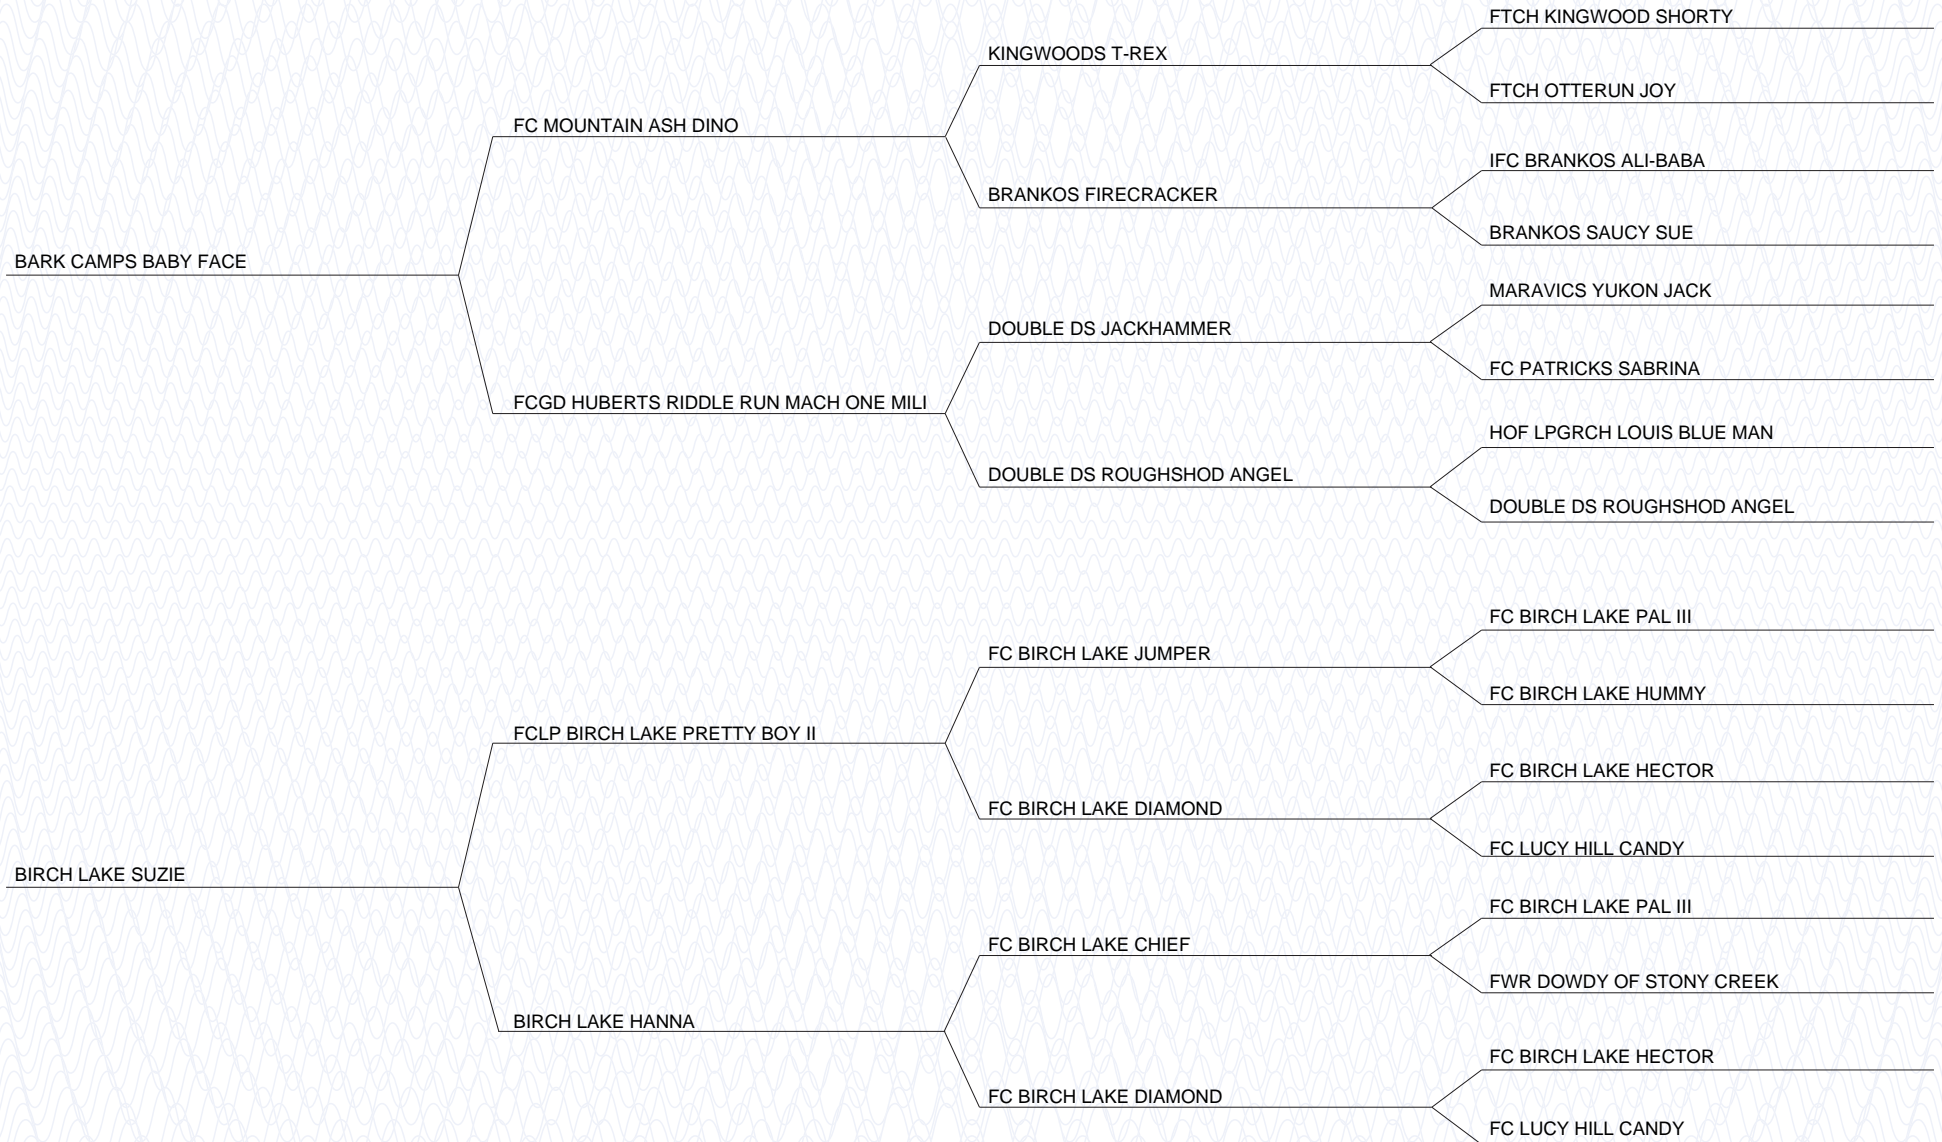 FTCH KINGWOOD SHORTY
KINGWOODS T-REX
FTCH OTTERUN JOY
FC MOUNTAIN ASH DINO
IFC BRANKOS ALI-BABA
BRANKOS FIRECRACKER
BRANKOS SAUCY SUE
BARK CAMPS BABY FACE
MARAVICS YUKON JACK
DOUBLE DS JACKHAMMER
FC PATRICKS SABRINA
FCGD HUBERTS RIDDLE RUN MACH ONE MILI
HOF LPGRCH LOUIS BLUE MAN
DOUBLE DS ROUGHSHOD ANGEL
DOUBLE DS ROUGHSHOD ANGEL
FC BIRCH LAKE PAL III
FC BIRCH LAKE JUMPER
FC BIRCH LAKE HUMMY
FCLP BIRCH LAKE PRETTY BOY II
FC BIRCH LAKE HECTOR
FC BIRCH LAKE DIAMOND
FC LUCY HILL CANDY
BIRCH LAKE SUZIE
FC BIRCH LAKE PAL III
FC BIRCH LAKE CHIEF
FWR DOWDY OF STONY CREEK
BIRCH LAKE HANNA
FC BIRCH LAKE HECTOR
FC BIRCH LAKE DIAMOND
FC LUCY HILL CANDY